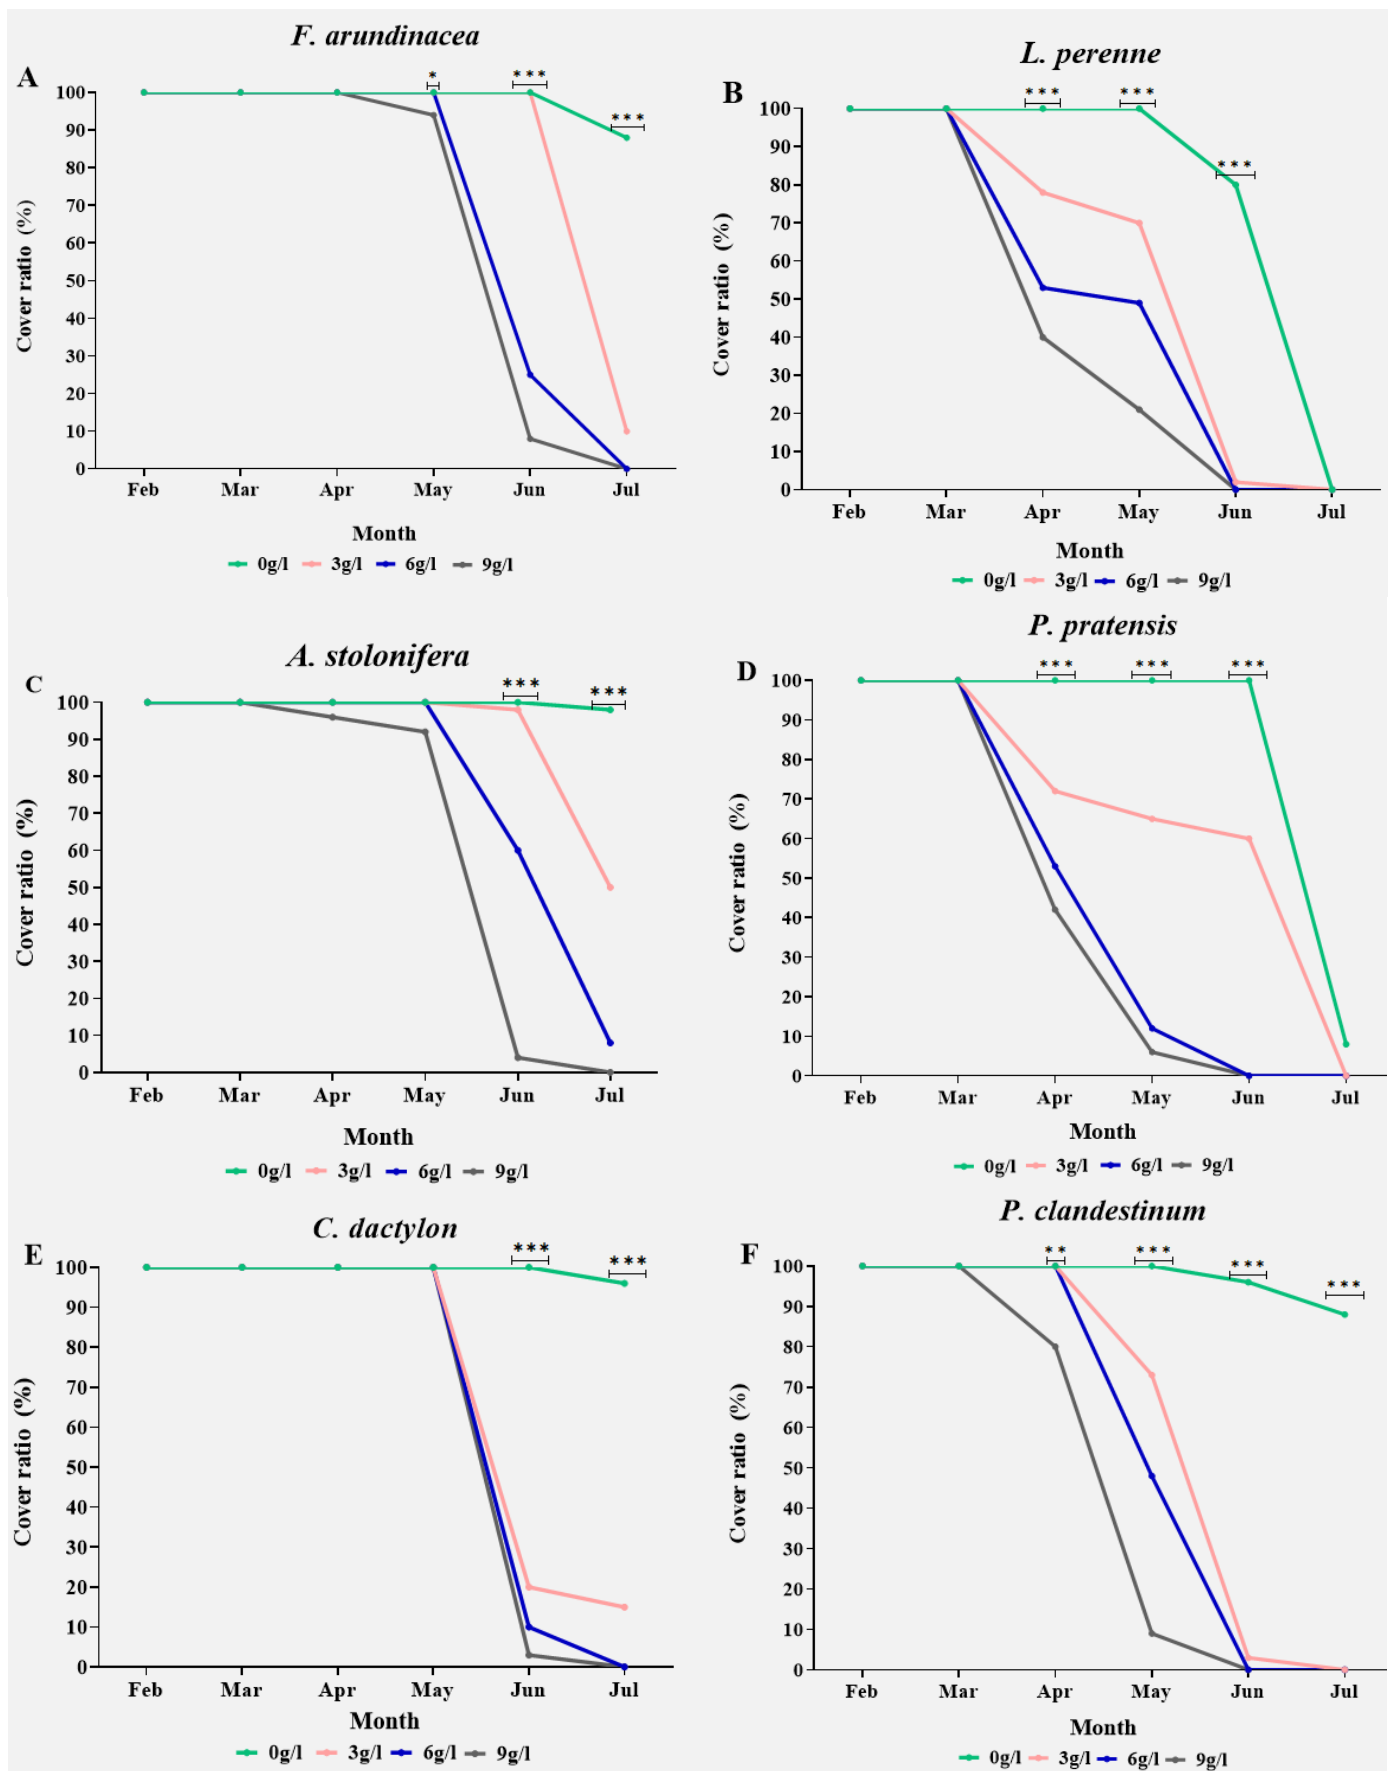 F. arundinacea
A
*
***
***
100
90
80
70
60
50
40
30
20
10
0
Cover ratio (%)
Feb Mar Apr May Jun Jul
Month
0g/l 3g/l 6g/l 9g/l
L. perenne
B
***
***
***
100
90
80
70
60
50
40
30
20
10
0
Cover ratio (%)
Feb Mar Apr May Jun Jul
Month
0g/l 3g/l 6g/l 9g/l
A. stolonifera
C
***
***
100
90
80
70
60
50
40
30
20
10
0
Cover ratio (%)
Feb Mar Apr May Jun Jul
Month
0g/l 3g/l 6g/l 9g/l
P. pratensis
D
***
***
***
100
90
80
70
60
50
40
30
20
10
0
Cover ratio (%)
Feb Mar Apr May Jun Jul
Month
0g/l 3g/l 6g/l 9g/l
C. dactylon
E
***
***
100
90
80
70
60
50
40
30
20
10
0
Cover ratio (%)
Feb Mar Apr May Jun Jul
Month
0g/l 3g/l 6g/l 9g/l
P. clandestinum
F
**
***
***
***
100
90
80
70
60
50
40
30
20
10
0
Cover ratio (%)
Feb Mar Apr May Jun Jul
Month
0g/l 3g/l 6g/l 9g/l